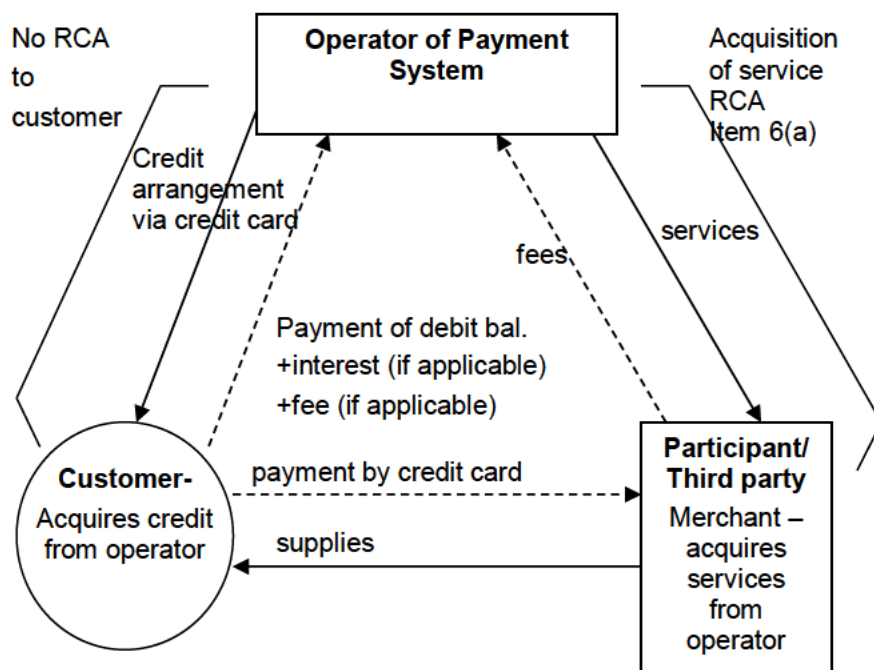 No RCA
to
customer
Operator of Payment
System
Acquisition
of service
RCA
Item 6(a)
Credit
arrangement
via credit card
services
fees
Payment of debit bal.
+interest (if applicable)
+fee (if applicable)
Customer-
Acquires credit
from operator
payment by credit card
supplies
Participant/
Third party
Merchant –
acquires
services
from
operator